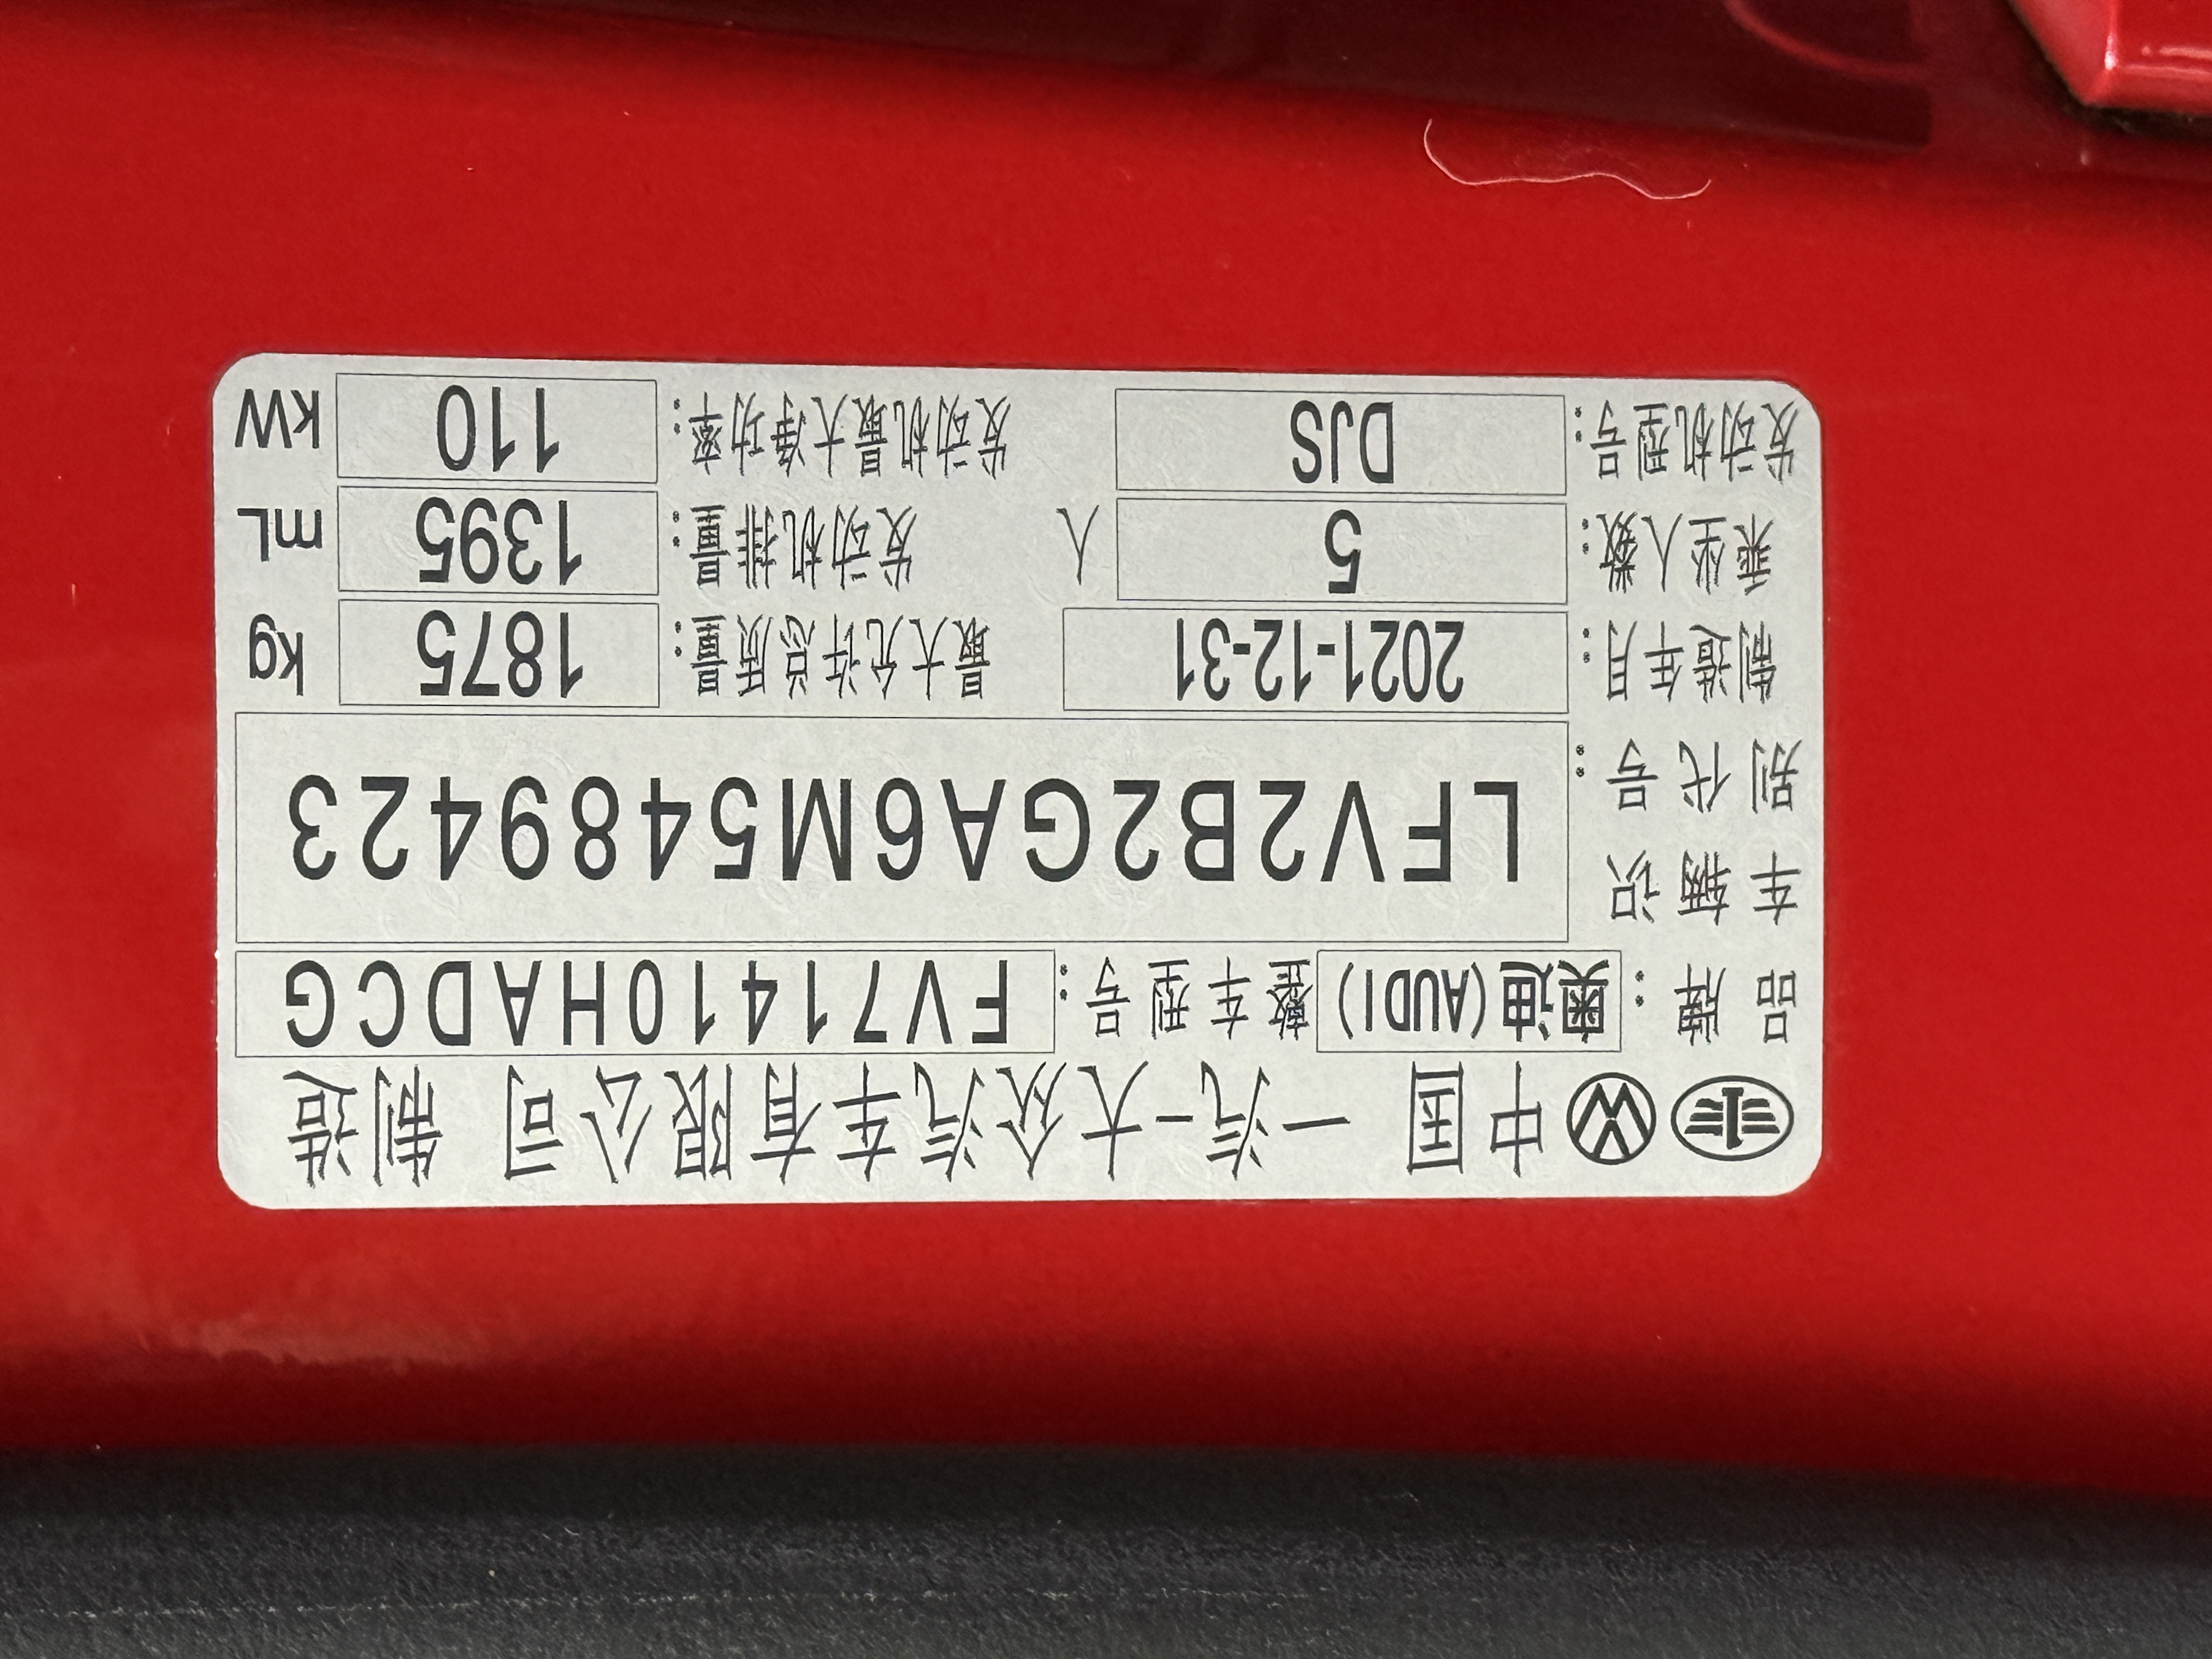 中国 一汽-大众汽车有限公司 制造
品牌: 奥迪(AUDI) 整车型号: FV71410HADCG
车辆识别代号: LFV2B2GA6M5489423
制造年月: 2021-12-31 最大允许总质量: 1875 kg
乘坐人数: 5 人 发动机排量: 1395 mL
发动机型号: DJS 发动机最大净功率: 110 kW